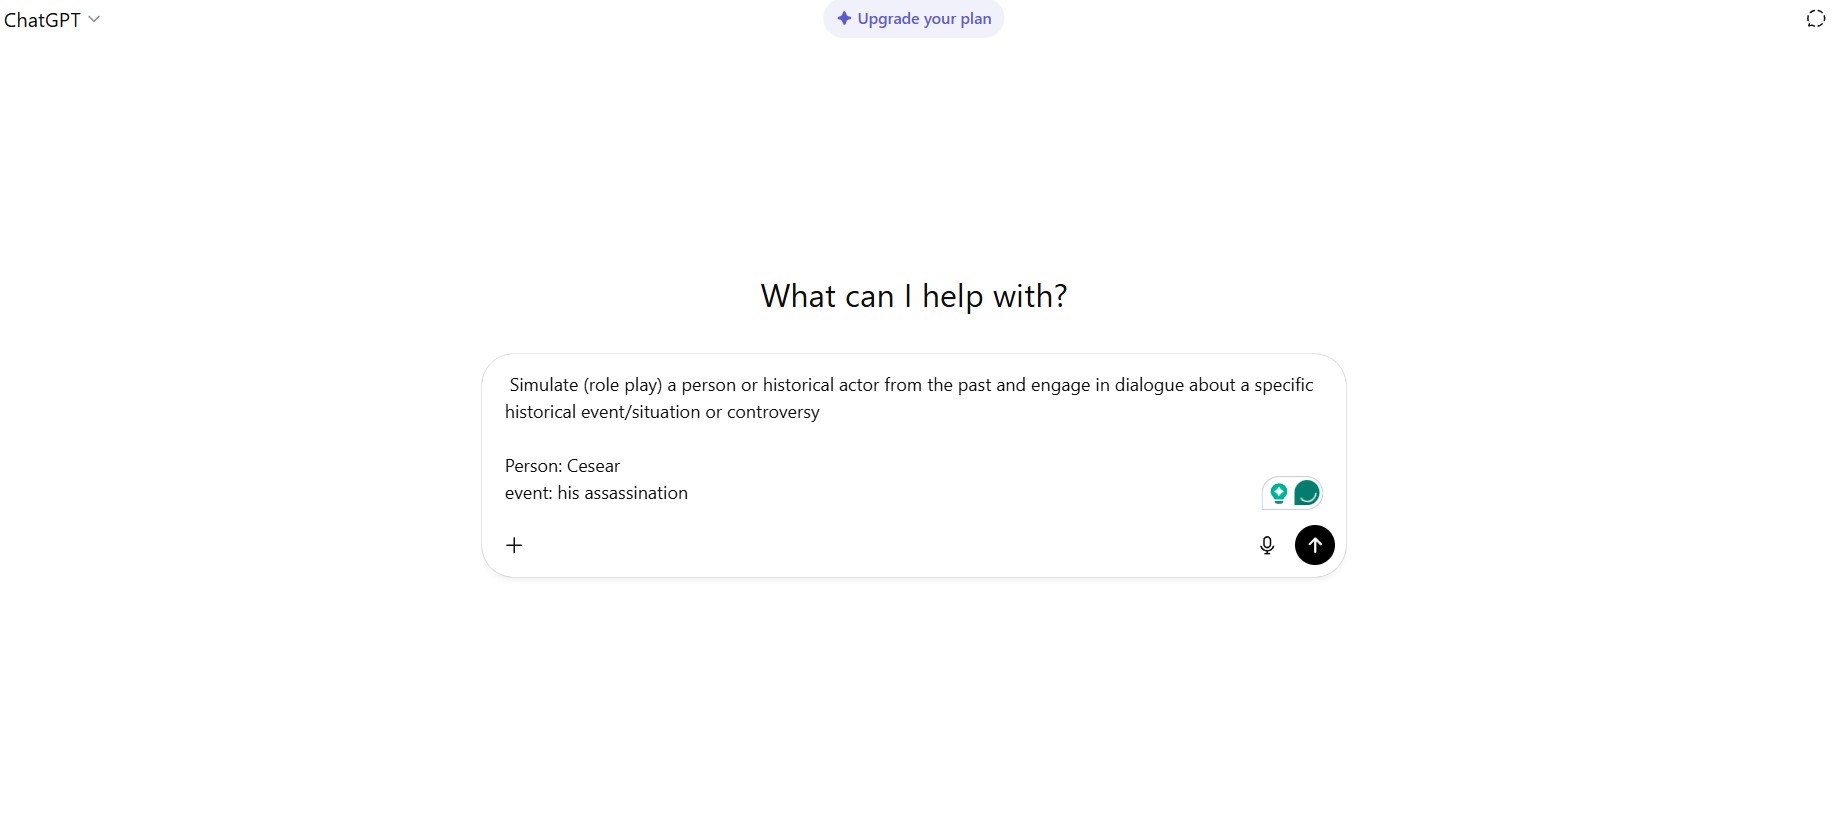 ChatGPT
Upgrade your plan
What can I help with?
Simulate (role play) a person or historical actor from the past and engage in dialogue about a specific
historical event/situation or controversy
Person: Cesear
event: his assassination